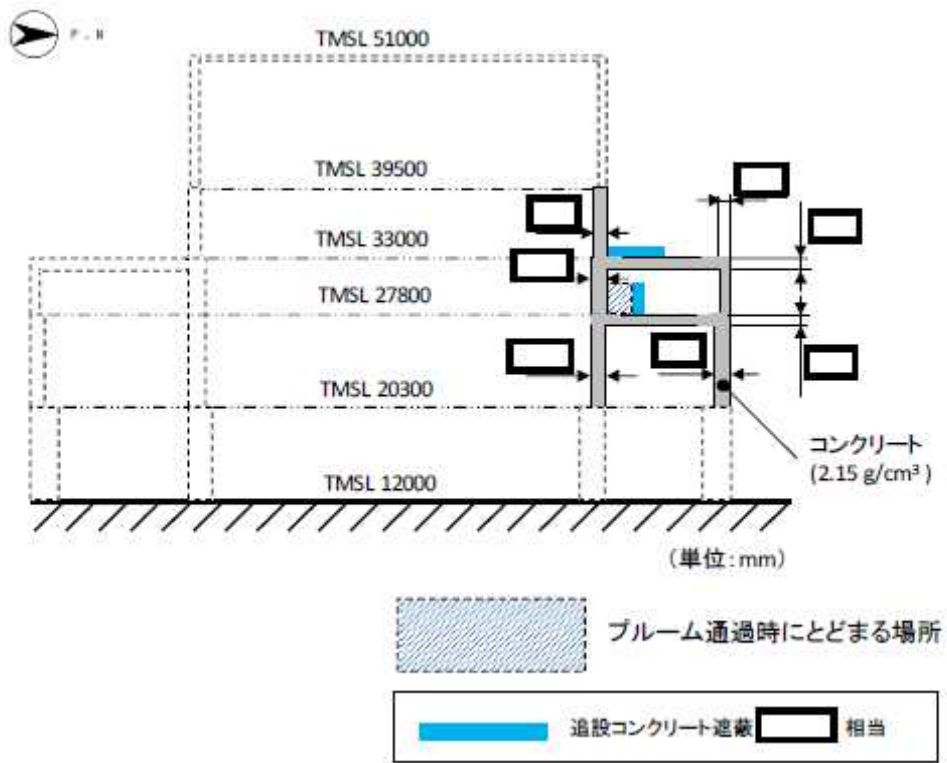 P.N
TMSL 51000
TMSL 39500
TMSL 33000
TMSL 27800
TMSL 20300
コンクリート
(2.15 g/cm³)
TMSL 12000
(単位:mm)
プルーム通過時にとどまる場所
追設コンクリート遮蔽 相当